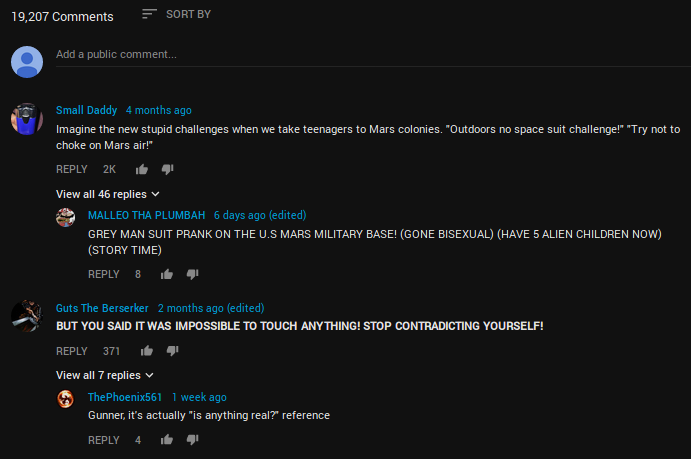 19,207 Comments SORT BY
Add a public comment...
Small Daddy 4 months ago
Imagine the new stupid challenges when we take teenagers to Mars colonies. "Outdoors no space suit challenge!" "Try not to
choke on Mars air!"
REPLY 2K
View all 46 replies
MALLEO THA PLUMBAH 6 days ago (edited)
GREY MAN SUIT PRANK ON THE U.S MARS MILITARY BASE! (GONE BISEXUAL) (HAVE 5 ALIEN CHILDREN NOW)
(STORY TIME)
REPLY 8
Guts The Berserker 2 months ago (edited)
BUT YOU SAID IT WAS IMPOSSIBLE TO TOUCH ANYTHING! STOP CONTRADICTING YOURSELF!
REPLY 371
View all 7 replies
ThePhoenix561 1 week ago
Gunner, it's actually "is anything real?" reference
REPLY 4